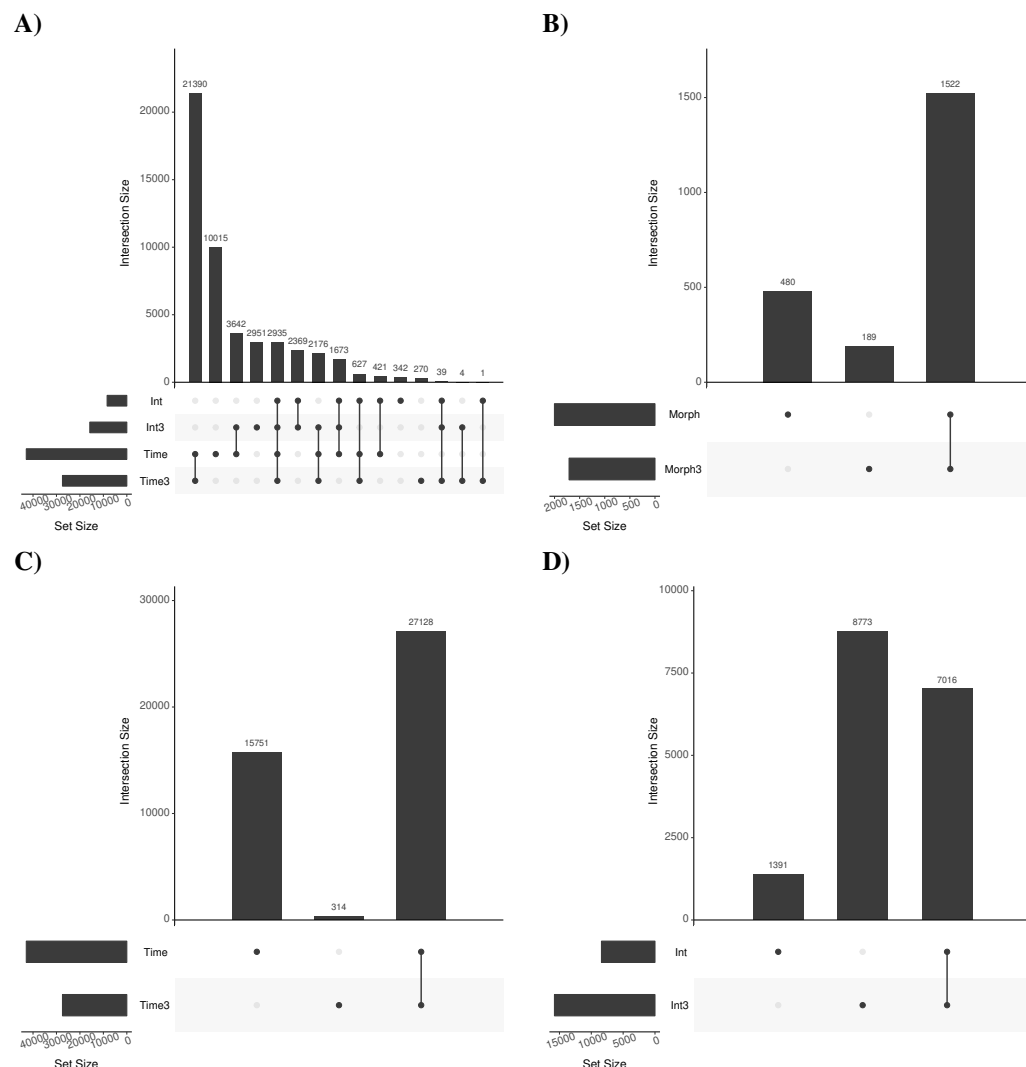 A)
21390
20000
15000
Intersection Size
10015
10000
5000
3642
2951
2935
2369
2176
1673
627
421
342
270
39
4
1
0
Int
Int3
Time
Time3
40000
30000
20000
10000
0
Set Size
B)
1522
1500
1000
Intersection Size
500
480
189
0
Morph
Morph3
2000
1500
1000
500
0
Set Size
C)
30000
27128
20000
Intersection Size
15751
10000
314
0
Time
Time3
40000
30000
20000
10000
0
Set Size
D)
10000
8773
7500
7016
Intersection Size
5000
2500
1391
0
Int
Int3
15000
10000
5000
0
Set Size